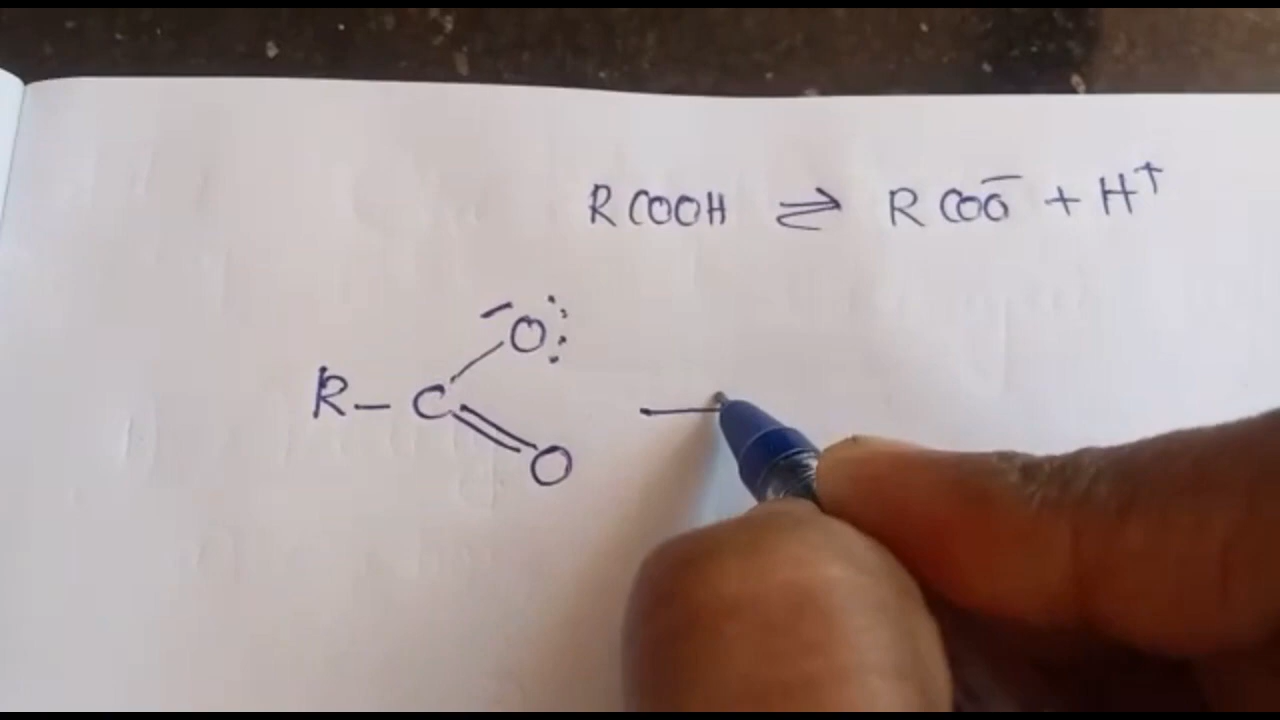 RCOOH ⇌ RCOO⁻ + H⁺
⁻O:
R–C
O